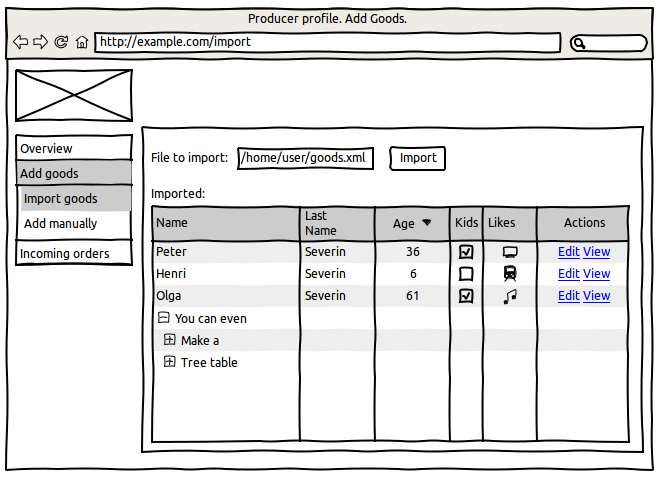 Producer profile. Add Goods.
http://example.com/import
Overview
Add goods
Import goods
Add manually
Incoming orders
File to import: /home/user/goods.xml Import
Imported:
Name Last Name Age Kids Likes Actions
Peter Severin 36 Edit View
Henri Severin 6 Edit View
Olga Severin 61 Edit View
You can even
Make a
Tree table